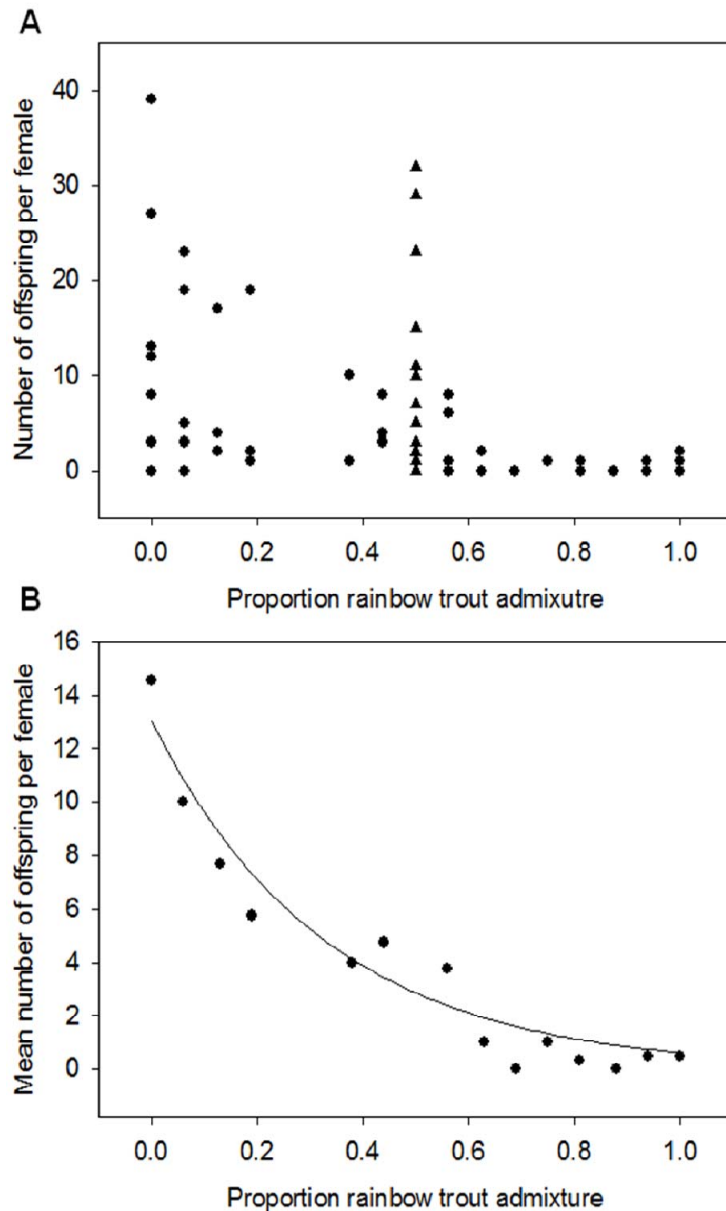 A
Number of offspring per female
40
30
20
10
0
0.0 0.2 0.4 0.6 0.8 1.0
Proportion rainbow trout admixutre
B
Mean number of offspring per female
16
14
12
10
8
6
4
2
0
0.0 0.2 0.4 0.6 0.8 1.0
Proportion rainbow trout admixture